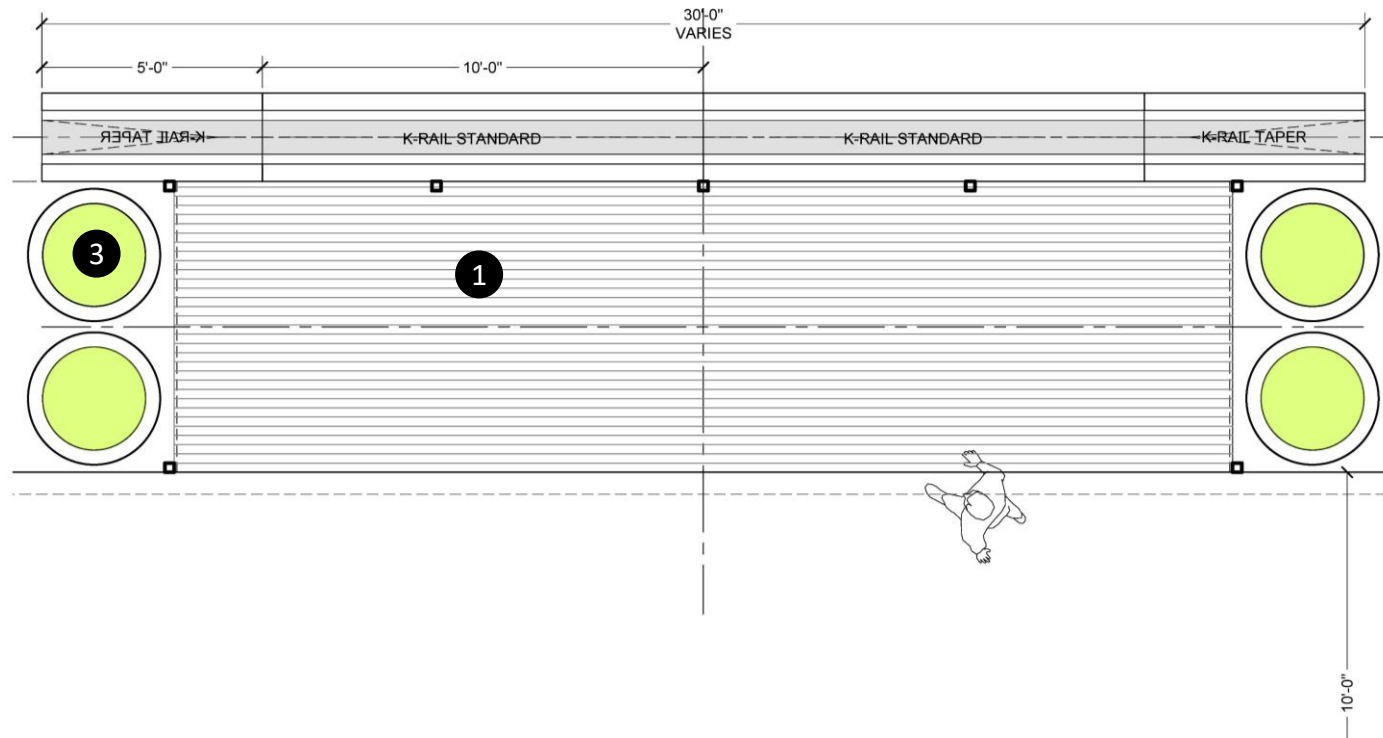 30'-0"
VARIES
5'-0"
10'-0"
K-RAIL TAPER
K-RAIL STANDARD
K-RAIL STANDARD
K-RAIL TAPER
3
1
10'-0"